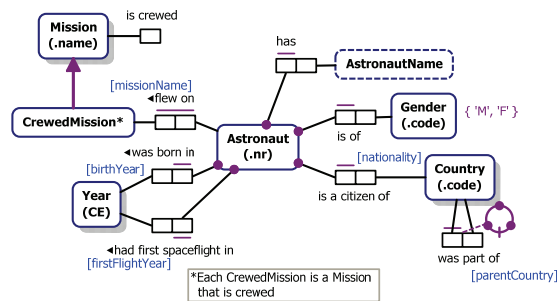 Mission
(.name)
is crewed
has
AstronautName
[missionName]
◄flew on
CrewedMission*
Astronaut
(.nr)
is of
Gender
(.code)
{ 'M', 'F' }
◄was born in
[birthYear]
[nationality]
is a citizen of
Country
(.code)
Year
(CE)
◄had first spaceflight in
[firstFlightYear]
was part of
[parentCountry]
*Each CrewedMission is a Mission
that is crewed